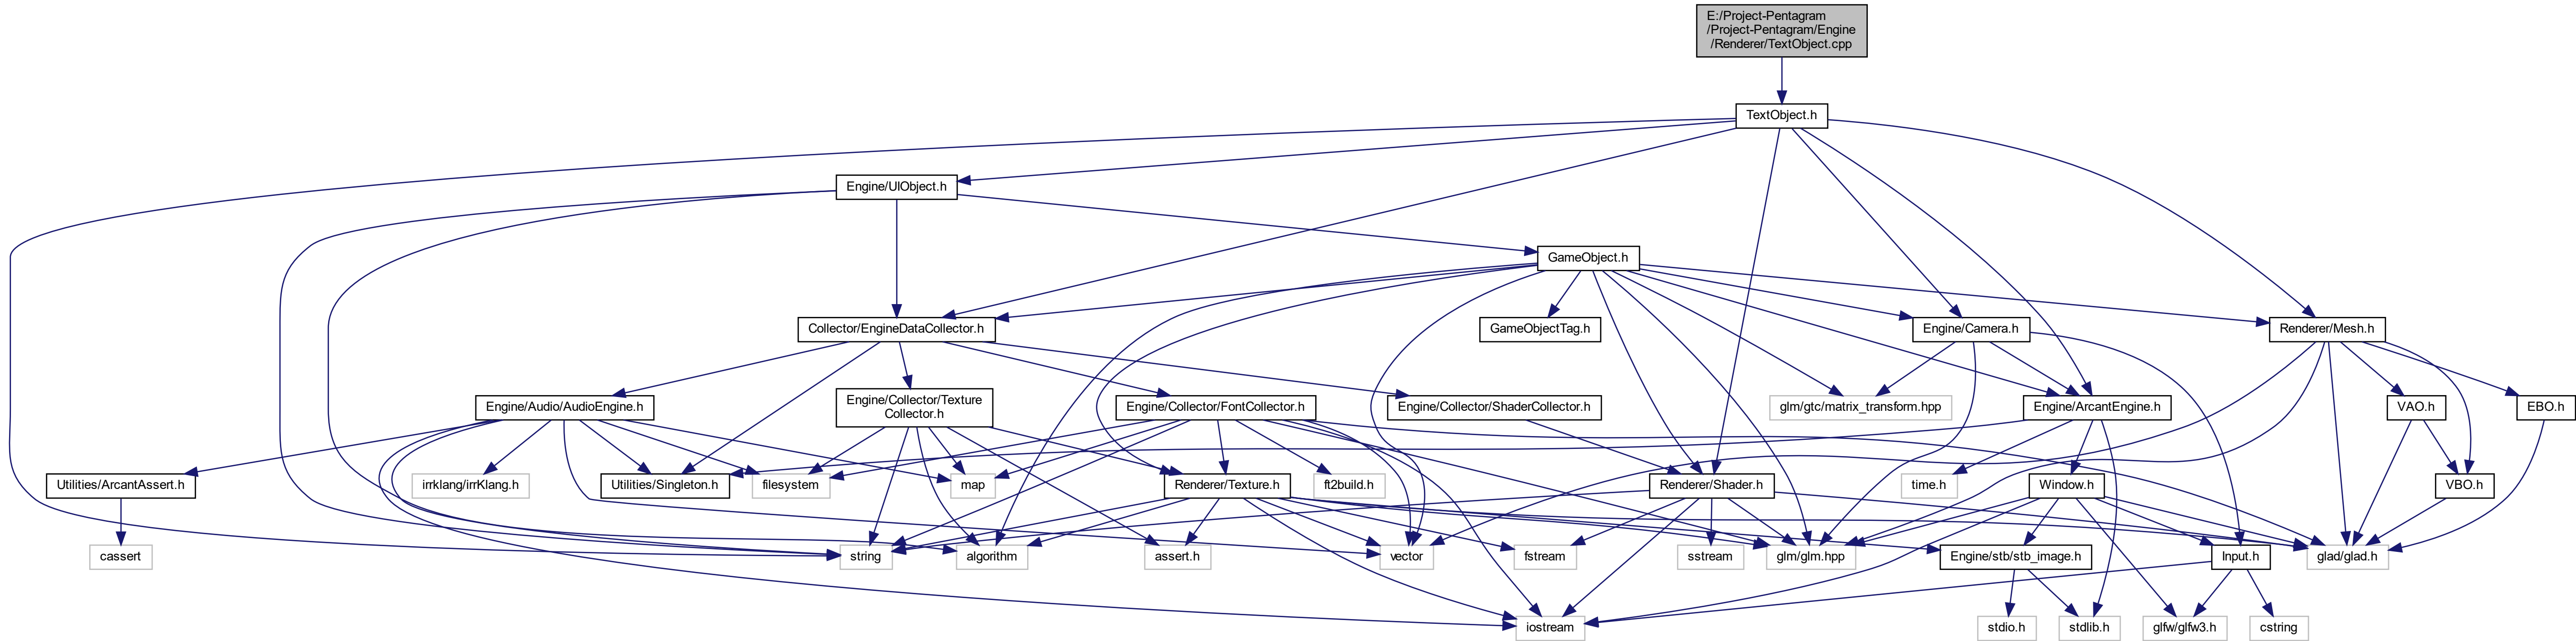 E:/Project-Pentagram
/Project-Pentagram/Engine
/Renderer/TextObject.cpp
TextObject.h
Engine/UIObject.h
GameObject.h
Collector/EngineDataCollector.h
GameObjectTag.h
Engine/Camera.h
Renderer/Mesh.h
Engine/Audio/AudioEngine.h
Engine/Collector/Texture
Collector.h
Engine/Collector/FontCollector.h
Engine/Collector/ShaderCollector.h
glm/gtc/matrix_transform.hpp
Engine/ArcantEngine.h
VAO.h
EBO.h
Utilities/ArcantAssert.h
irrklang/irrKlang.h
Utilities/Singleton.h
filesystem
map
Renderer/Texture.h
ft2build.h
Renderer/Shader.h
time.h
Window.h
VBO.h
cassert
string
algorithm
assert.h
vector
fstream
sstream
glm/glm.hpp
Engine/stb/stb_image.h
Input.h
glad/glad.h
iostream
stdio.h
stdlib.h
glfw/glfw3.h
cstring